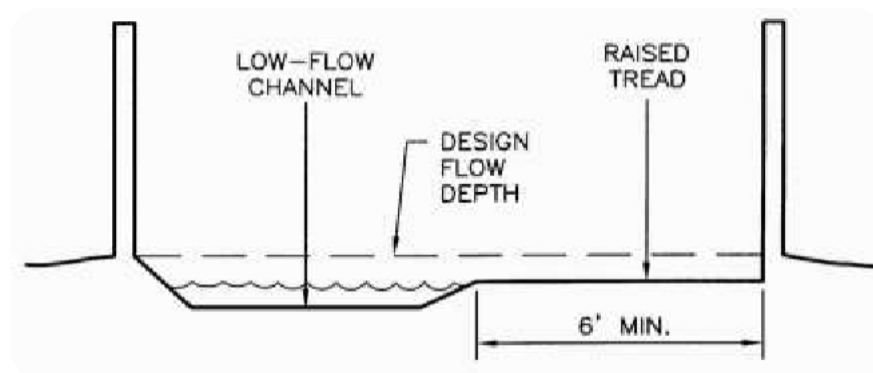 LOW-FLOW
CHANNEL
RAISED
TREAD
DESIGN
FLOW
DEPTH
6' MIN.